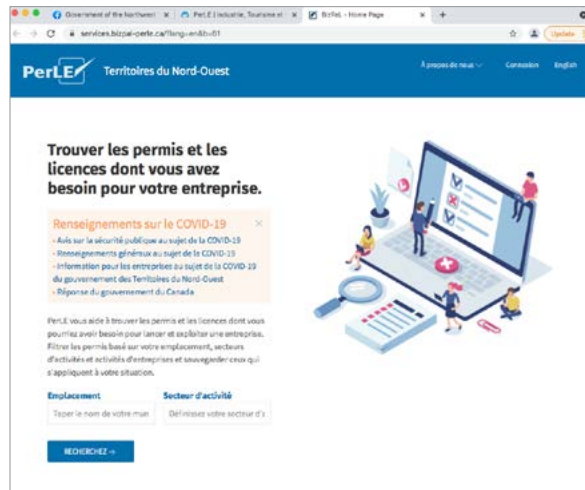 Government of the Northwest
PerLE | Industrie, Tourisme et
BizPaL - Home Page
services.bizpal-perle.ca/?lang=en&b=61
Update
PerLE
Territoires du Nord-Ouest
À propos de nous
Connexion
English
Trouver les permis et les
licences dont vous avez
besoin pour votre entreprise.
Renseignements sur le COVID-19
- Avis sur la sécurité publique au sujet de la COVID-19
- Renseignements généraux au sujet de la COVID-19
- Information pour les entreprises au sujet de la COVID-19
du gouvernement des Territoires du Nord-Ouest
- Réponse du gouvernement du Canada
PerLE vous aide à trouver les permis et les licences dont vous
pourriez avoir besoin pour lancer et exploiter une entreprise.
Filtrer les permis basé sur votre emplacement, secteurs
d'activités et activités d'entreprises et sauvegarder ceux qui
s'appliquent à votre situation.
Emplacement
Secteur d'activité
Taper le nom de votre mun
Définissez votre secteur d'a
RECHERCHEZ →